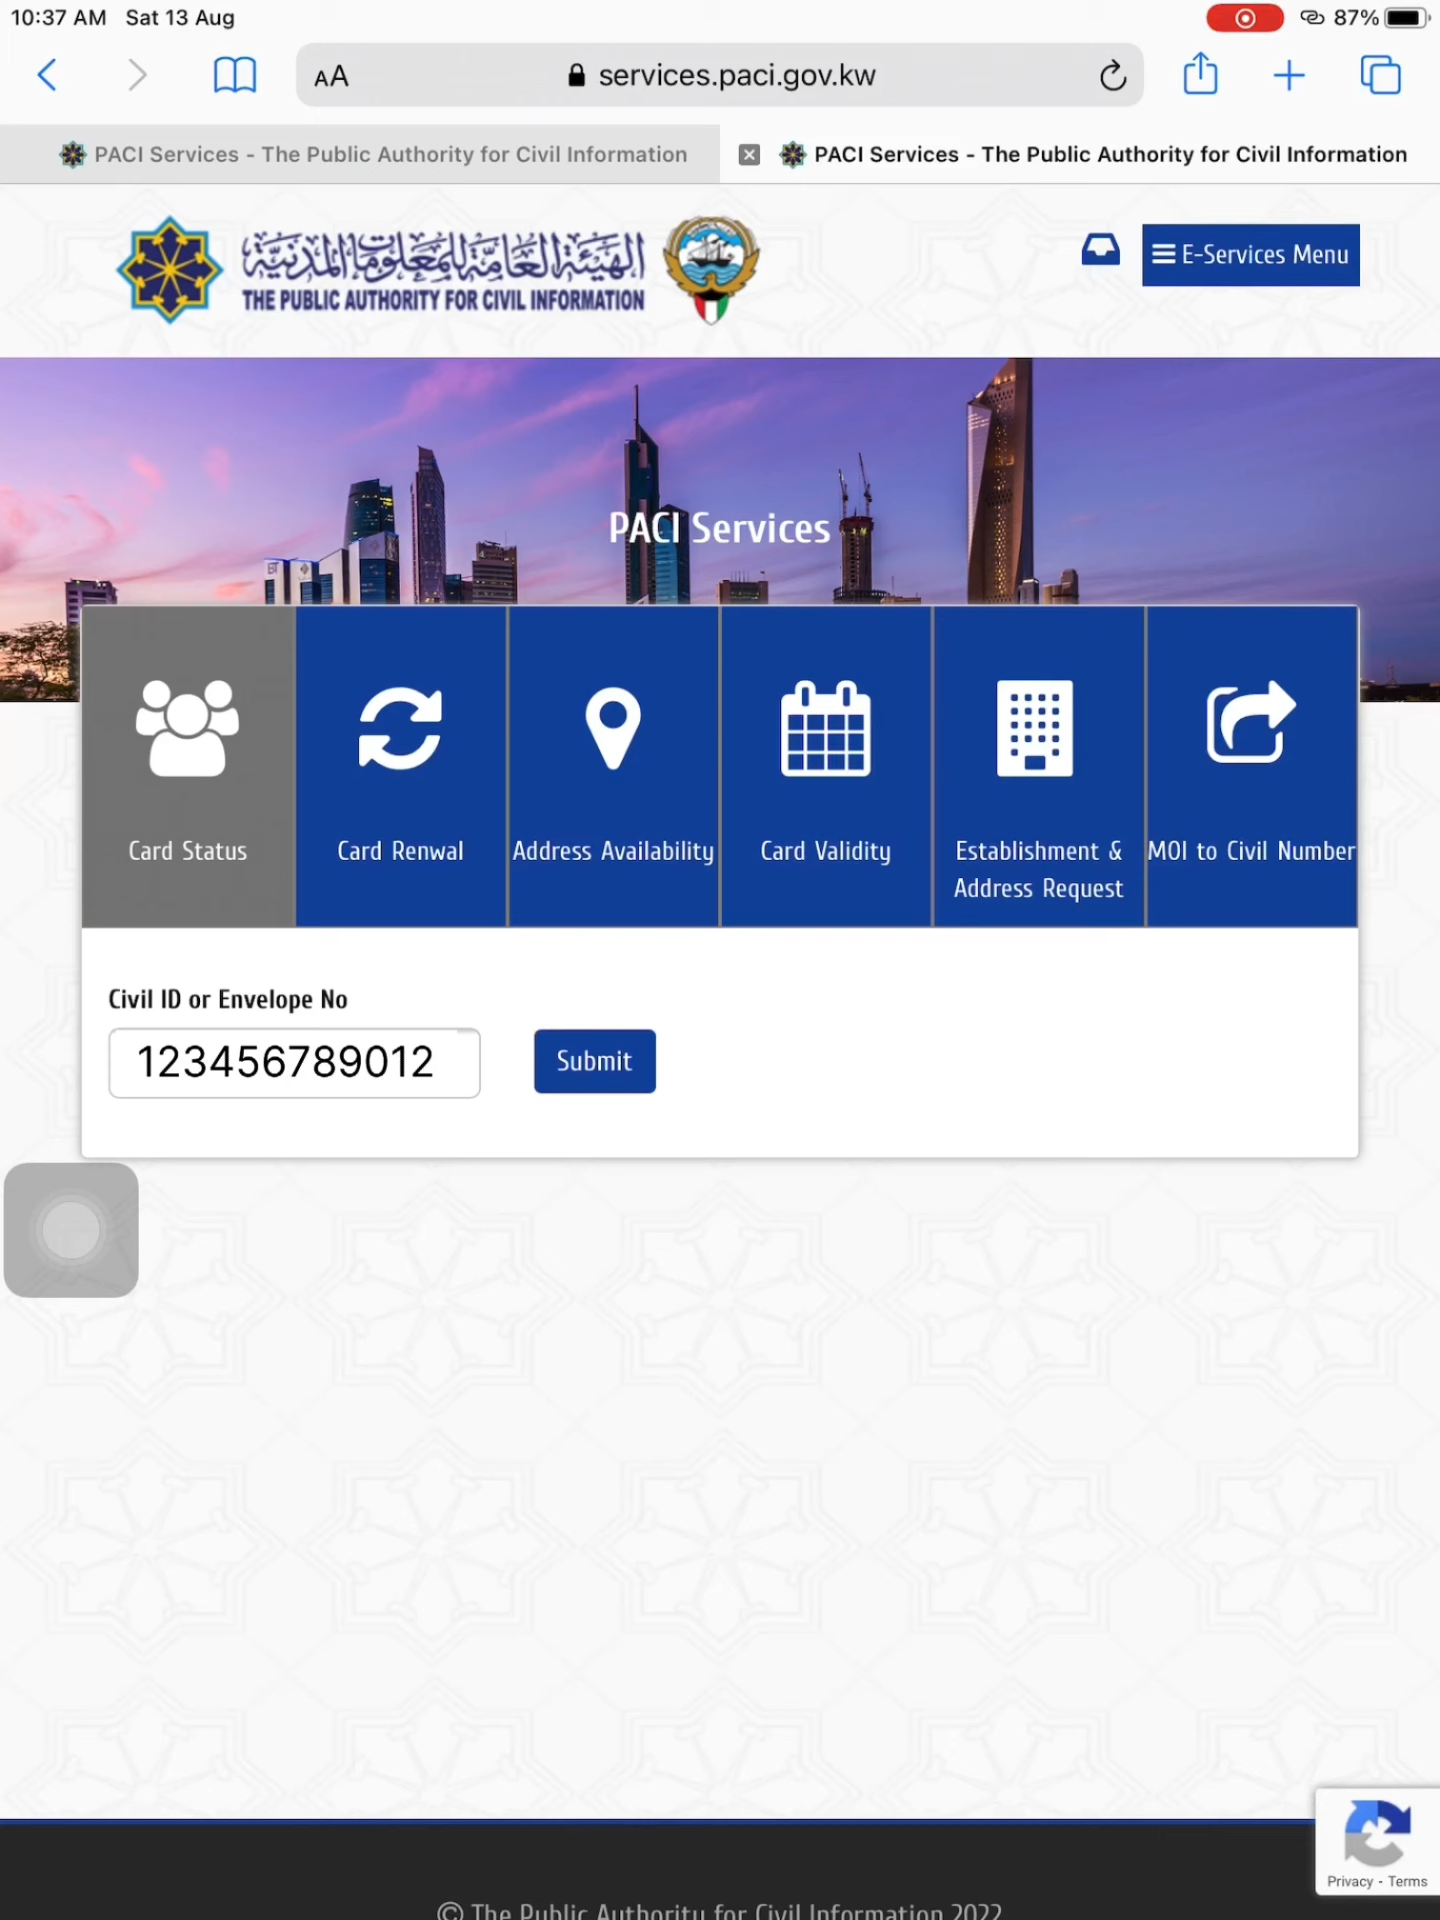 10:37 AM Sat 13 Aug
87%
AA
services.paci.gov.kw
PACI Services - The Public Authority for Civil Information
PACI Services - The Public Authority for Civil Information
الهيئة العامة للمعلومات المدنية
THE PUBLIC AUTHORITY FOR CIVIL INFORMATION
E-Services Menu
PACI Services
Card Status
Card Renwal
Address Availability
Card Validity
Establishment &
Address Request
MOI to Civil Number
Civil ID or Envelope No
123456789012
Submit
Privacy - Terms
© The Public Authority for Civil Information 2022